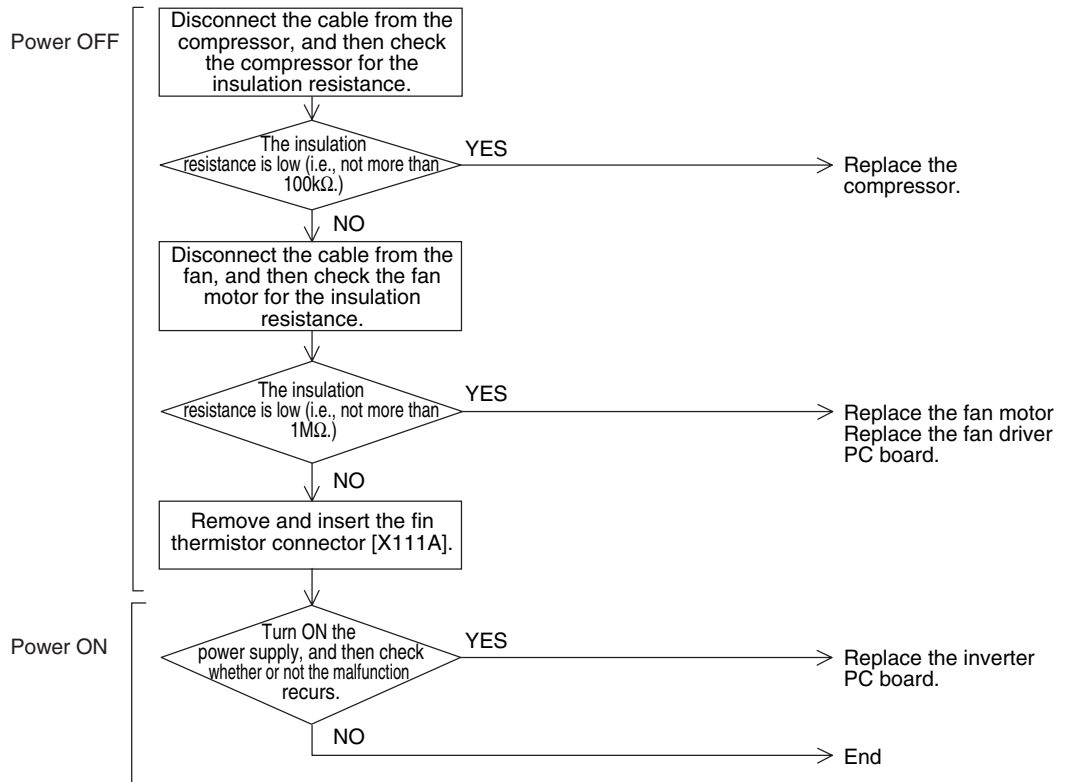 Power OFF
Disconnect the cable from the
compressor, and then check
the compressor for the
insulation resistance.
The insulation
resistance is low (i.e., not more than
100kΩ.)
YES
Replace the
compressor.
NO
Disconnect the cable from the
fan, and then check the fan
motor for the insulation
resistance.
The insulation
resistance is low (i.e., not more than
1MΩ.)
YES
Replace the fan motor
Replace the fan driver
PC board.
NO
Remove and insert the fin
thermistor connector [X111A].
Power ON
Turn ON the
power supply, and then check
whether or not the malfunction
recurs.
YES
Replace the inverter
PC board.
NO
End